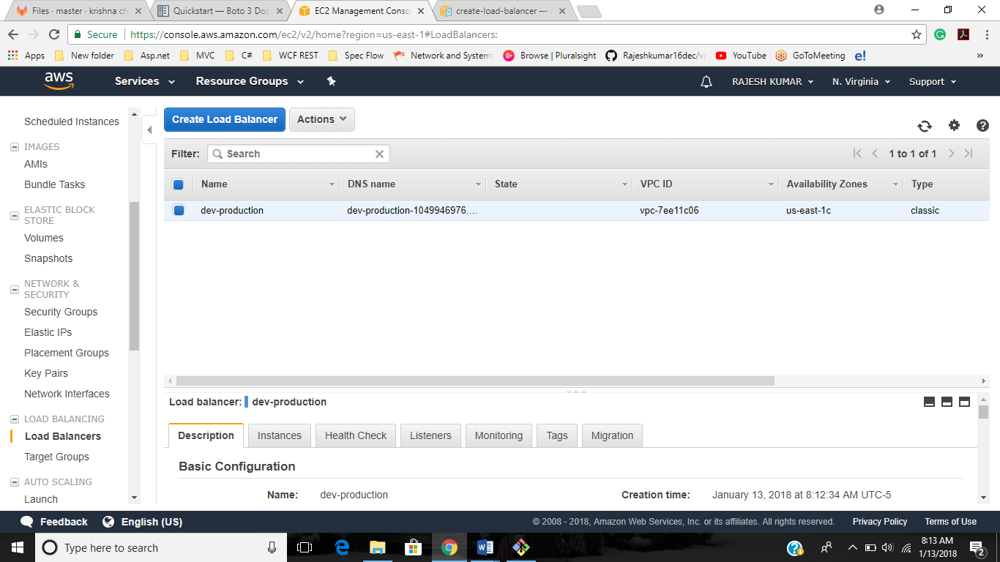 Files · master · krishna ch
Quickstart — Boto 3 Doc
EC2 Management Conso
create-load-balancer —
Secure
https://console.aws.amazon.com/ec2/v2/home?region=us-east-1#LoadBalancers:
Apps
New folder
Asp.net
MVC
C#
WCF REST
Spec Flow
Network and Systems
Browse | Pluralsight
Rajeshkumar16dec/
YouTube
GoToMeeting
e!
»
aws
Services
Resource Groups
RAJESH KUMAR
N. Virginia
Support
Scheduled Instances
IMAGES
AMIs
Bundle Tasks
ELASTIC BLOCK
STORE
Volumes
Snapshots
NETWORK &
SECURITY
Security Groups
Elastic IPs
Placement Groups
Key Pairs
Network Interfaces
LOAD BALANCING
Load Balancers
Target Groups
AUTO SCALING
Launch
Create Load Balancer
Actions
Filter:
Search
1 to 1 of 1
Name
DNS name
State
VPC ID
Availability Zones
Type
dev-production
dev-production-1049946976....
vpc-7ee11c06
us-east-1c
classic
Load balancer:
dev-production
Description
Instances
Health Check
Listeners
Monitoring
Tags
Migration
Basic Configuration
Name:
dev-production
Creation time:
January 13, 2018 at 8:12:34 AM UTC-5
Feedback
English (US)
© 2008 - 2018, Amazon Web Services, Inc. or its affiliates. All rights reserved.
Privacy Policy
Terms of Use
Type here to search
8:13 AM
1/13/2018
2